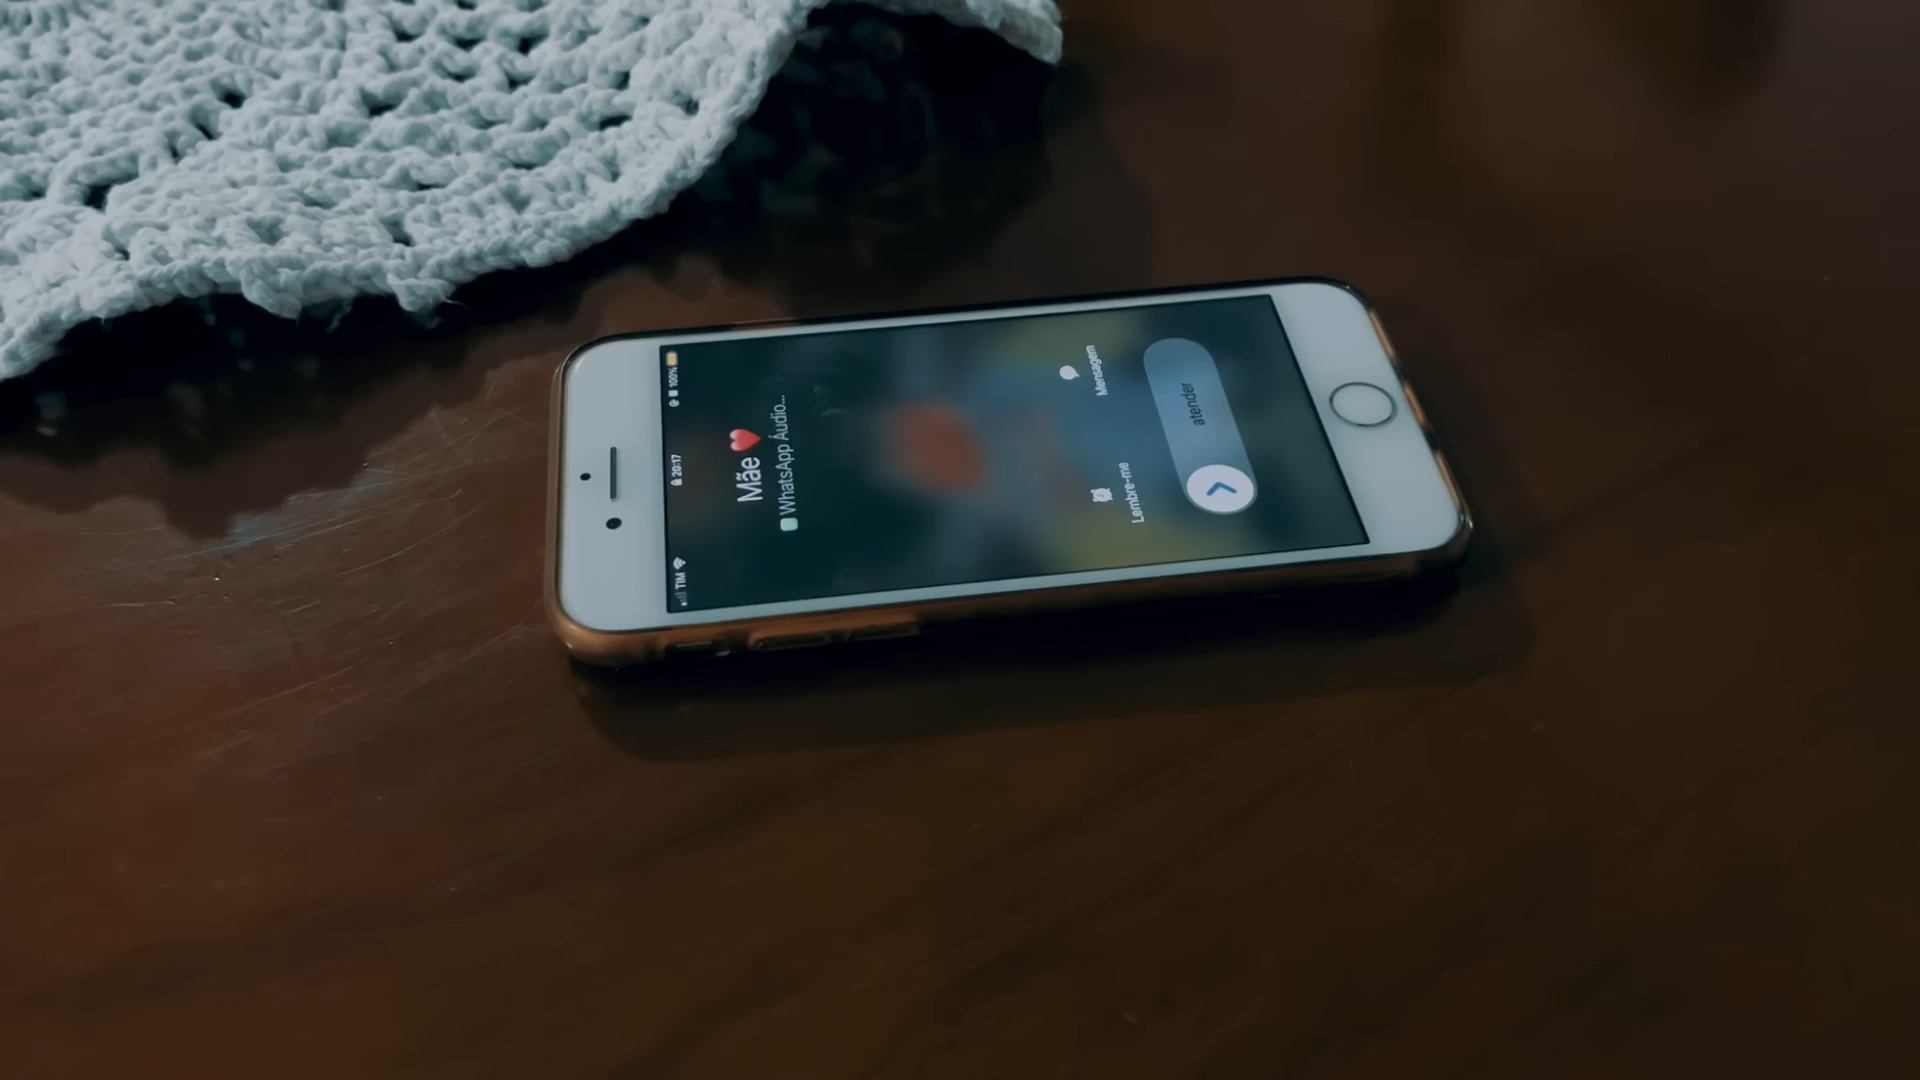 TIM 20:17 100%
Mãe ❤️
WhatsApp Áudio...
Lembre-me Mensagem
atender